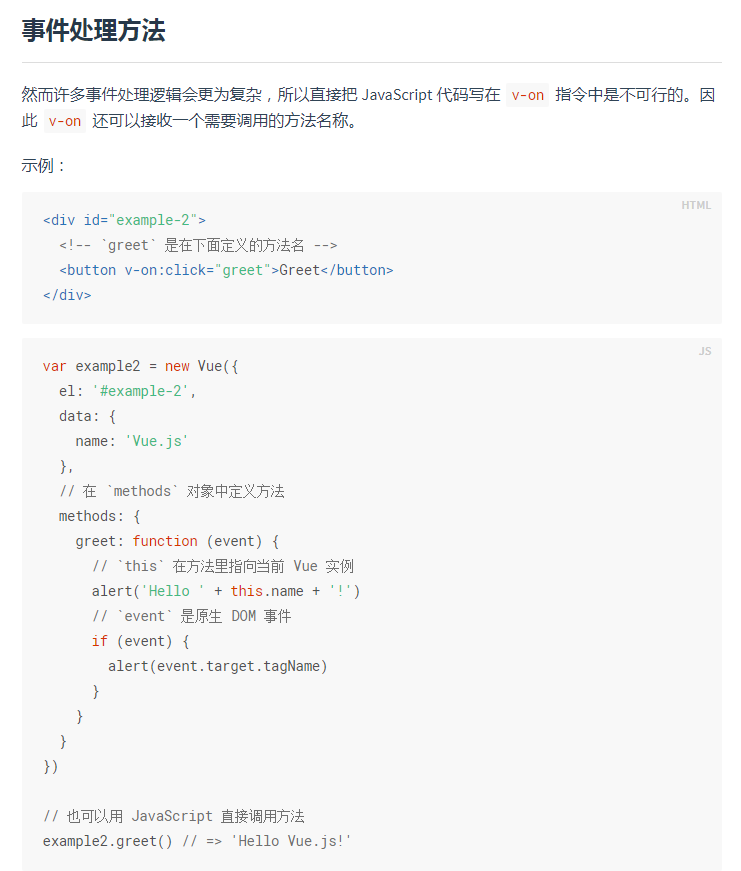 事件处理方法
然而许多事件处理逻辑会更为复杂，所以直接把 JavaScript 代码写在 v-on 指令中是不可行的。因
此 v-on 还可以接收一个需要调用的方法名称。
示例：
HTML
<div id="example-2">
  <!-- `greet` 是在下面定义的方法名 -->
  <button v-on:click="greet">Greet</button>
</div>
JS
var example2 = new Vue({
  el: '#example-2',
  data: {
    name: 'Vue.js'
  },
  // 在 `methods` 对象中定义方法
  methods: {
    greet: function (event) {
      // `this` 在方法里指向当前 Vue 实例
      alert('Hello ' + this.name + '!')
      // `event` 是原生 DOM 事件
      if (event) {
        alert(event.target.tagName)
      }
    }
  }
})
// 也可以用 JavaScript 直接调用方法
example2.greet() // => 'Hello Vue.js!'